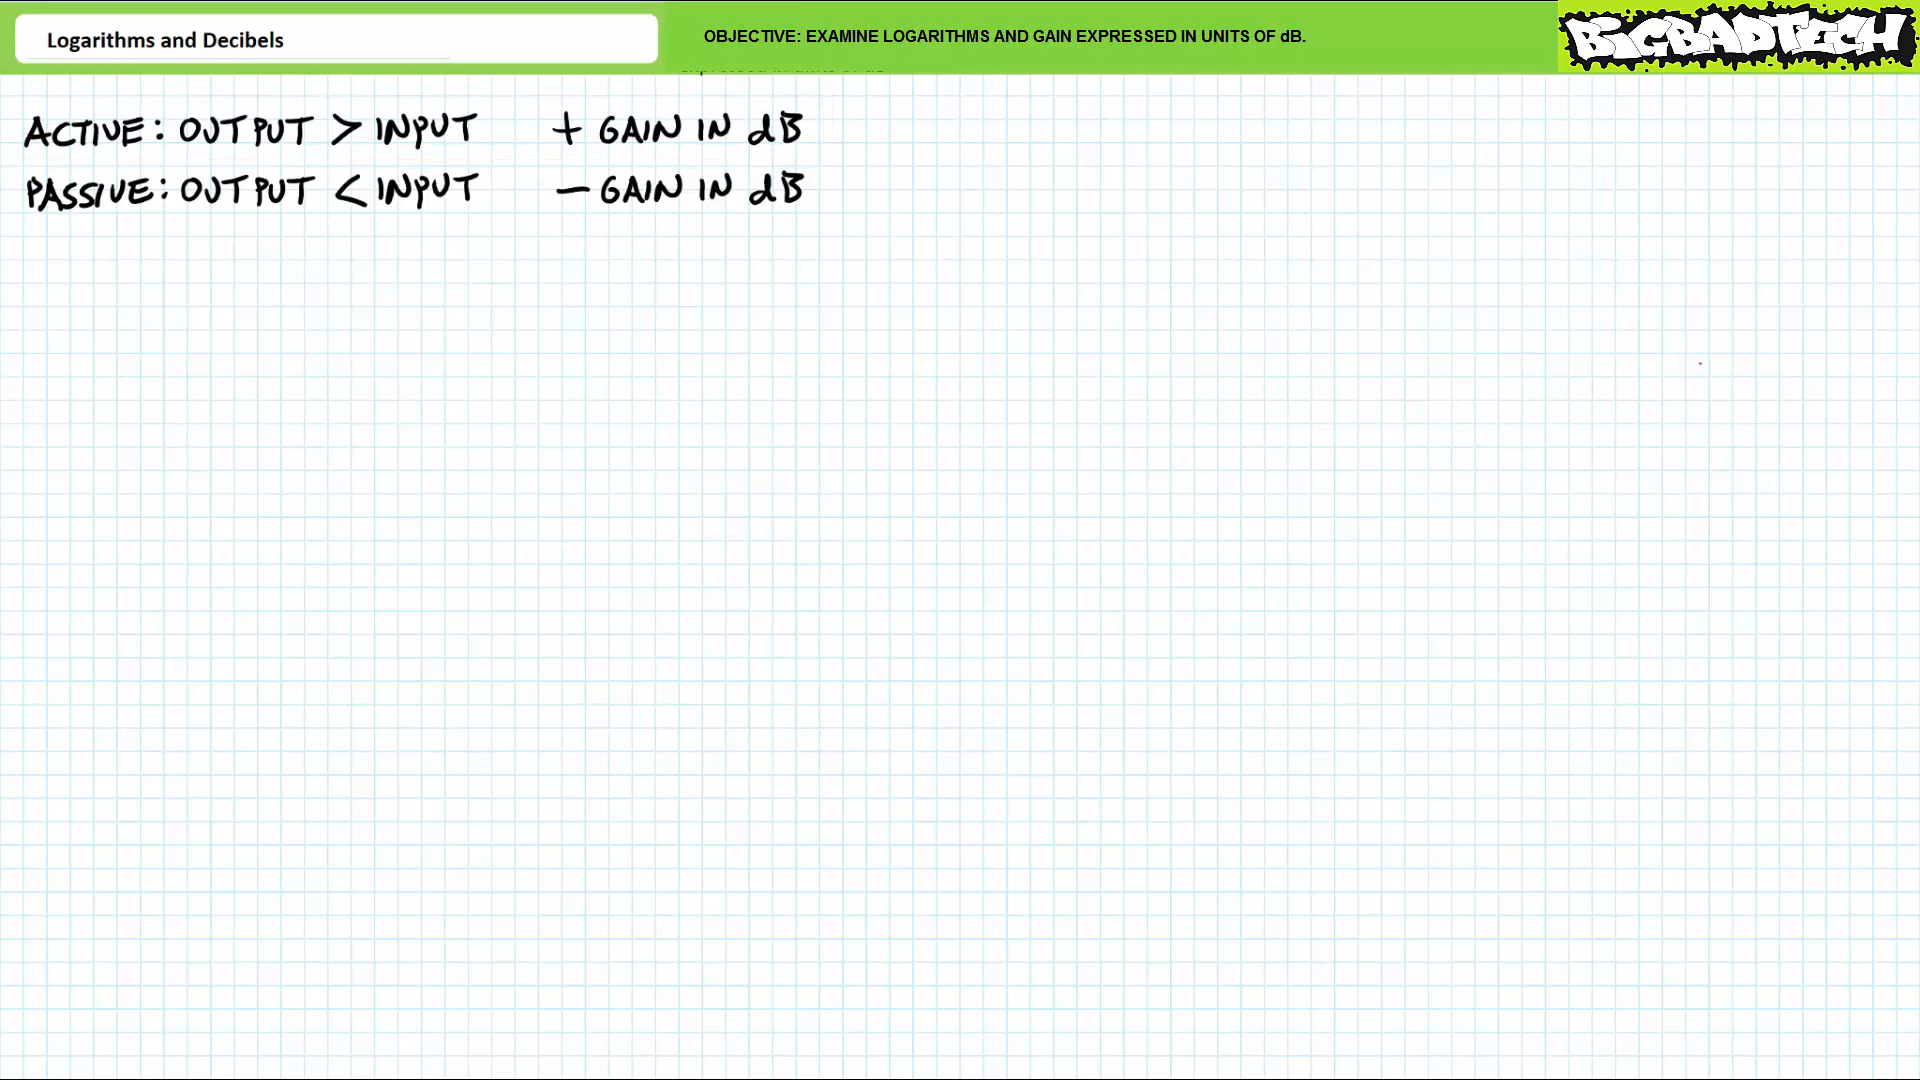 Logarithms and Decibels
OBJECTIVE: EXAMINE LOGARITHMS AND GAIN EXPRESSED IN UNITS OF dB.
BIGBADTECH
ACTIVE: OUTPUT > INPUT + GAIN IN dB
PASSIVE: OUTPUT < INPUT − GAIN IN dB